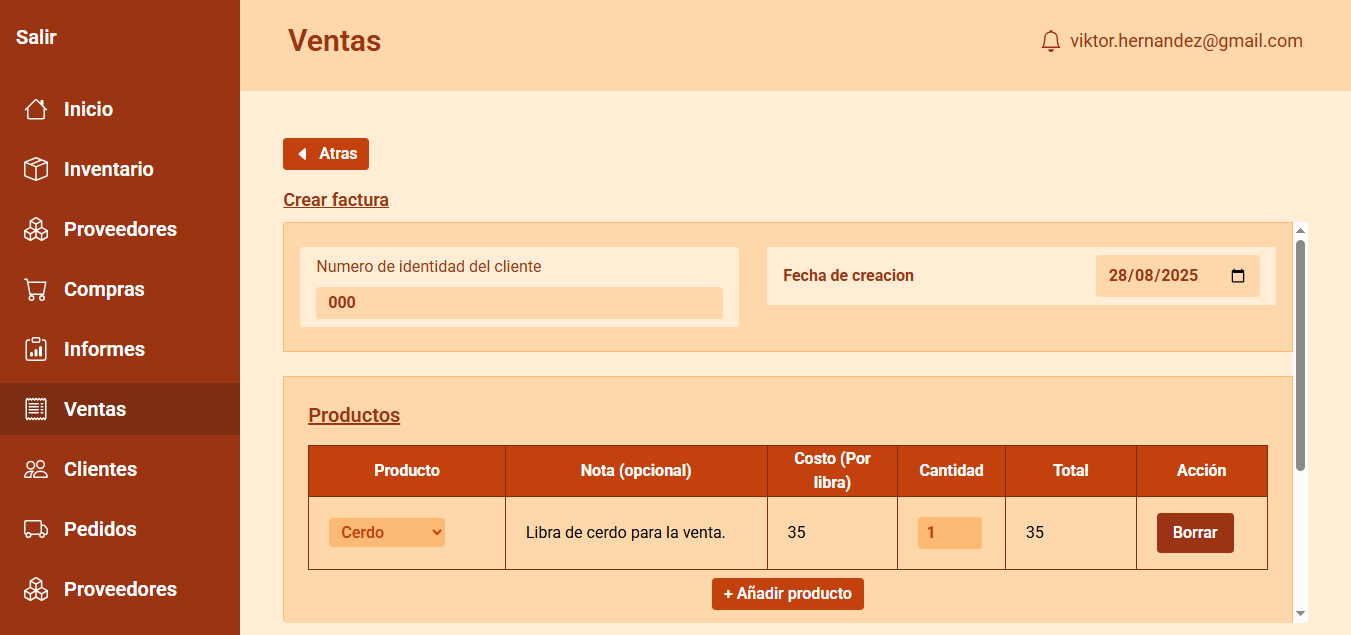 Salir
Inicio
Inventario
Proveedores
Compras
Informes
Ventas
Clientes
Pedidos
Proveedores
Ventas
viktor.hernandez@gmail.com
Atras
Crear factura
Numero de identidad del cliente
000
Fecha de creacion
28/08/2025
Productos
Producto
Nota (opcional)
Costo (Por
libra)
Cantidad
Total
Acción
Cerdo
Libra de cerdo para la venta.
35
1
35
Borrar
+ Añadir producto